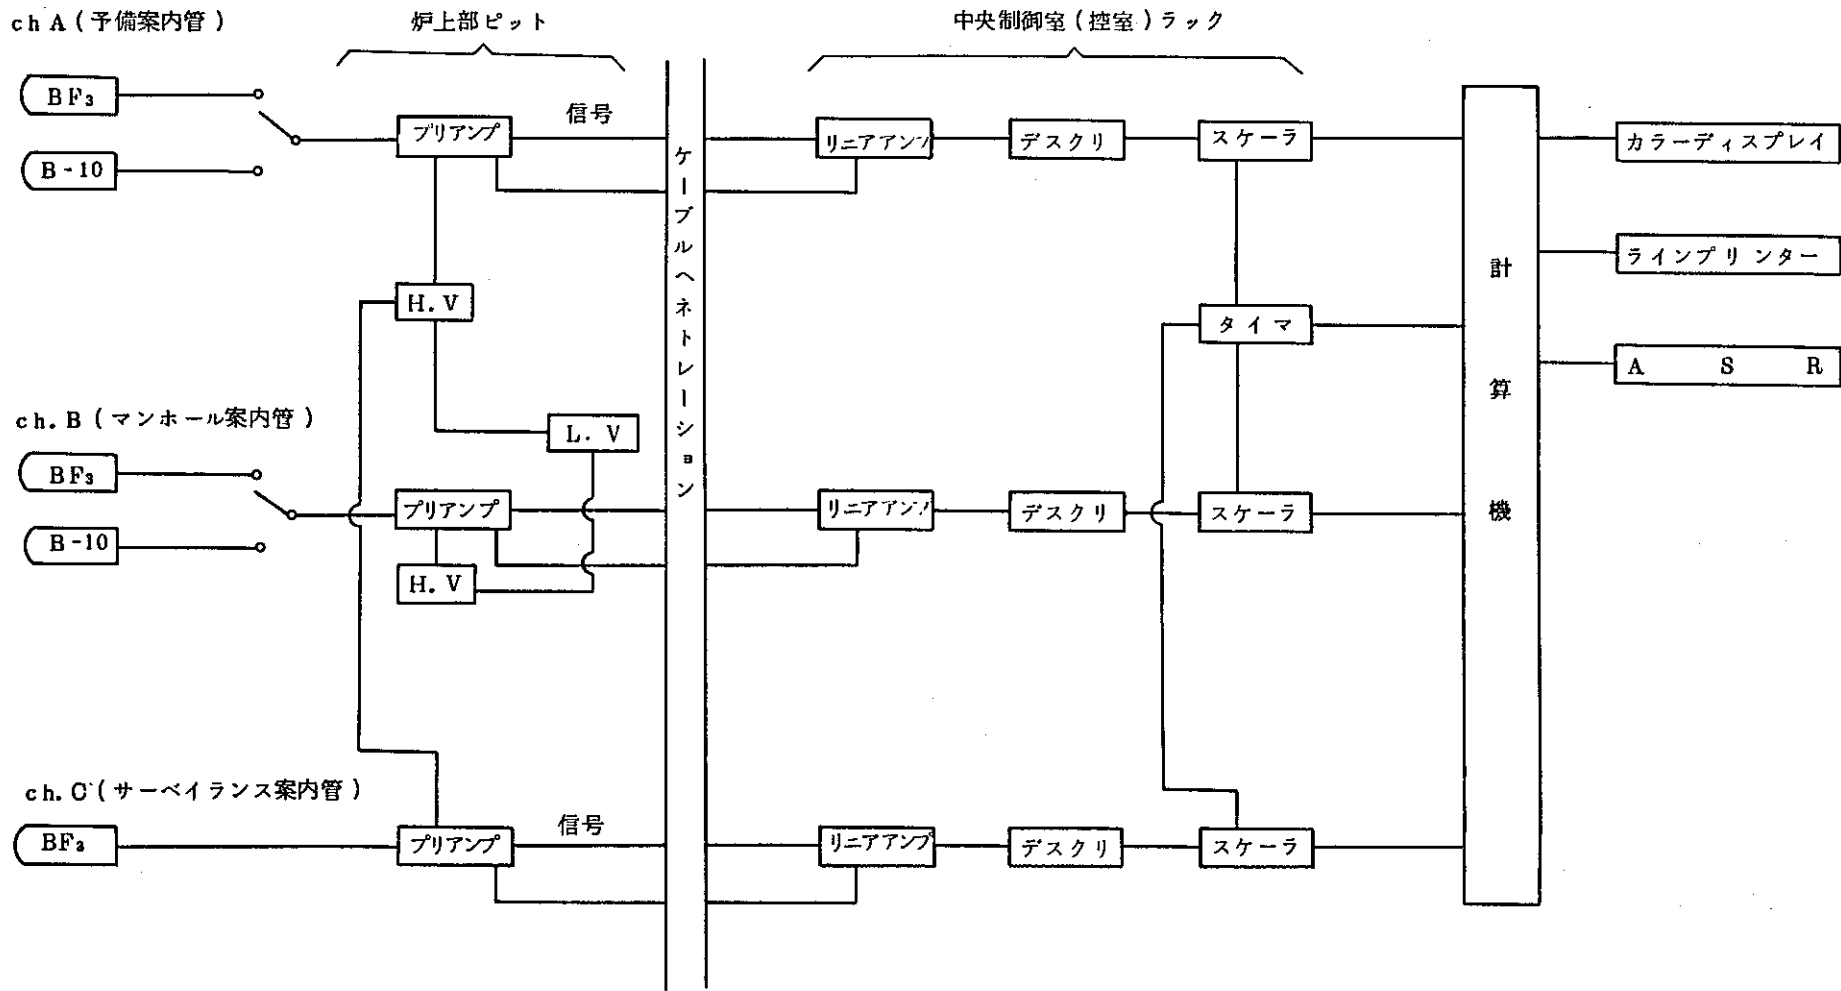 ch A (予備案内管)
炉上部ピット
中央制御室(控室)ラック
BF₃
B-10
プリアンプ
信号
リニアアンプ
デスクリ
スケーラ
カラーディスプレイ
ケーブルヘネトレーション
計算機
ラインプリンター
H.V
タイマ
A S R
ch.B (マンホール案内管)
L.V
BF₃
B-10
プリアンプ
リニアアンプ
デスクリ
スケーラ
H.V
ch.C (サーベイランス案内管)
BF₃
プリアンプ
信号
リニアアンプ
デスクリ
スケーラ